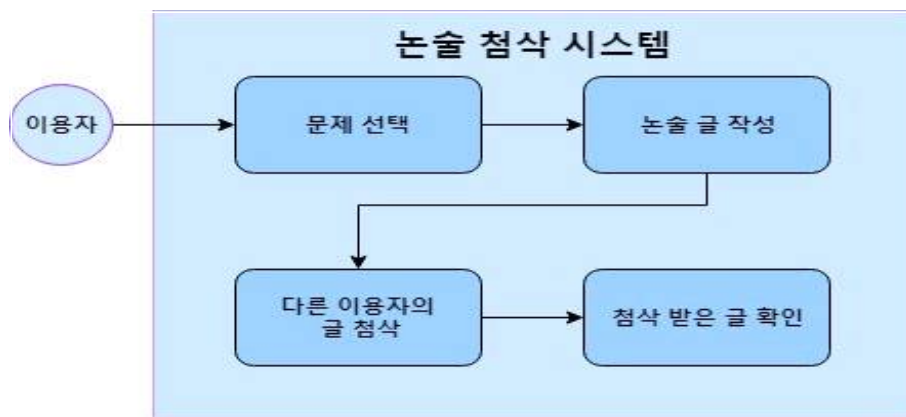 논술 첨삭 시스템
이용자
문제 선택
논술 글 작성
다른 이용자의
글 첨삭
첨삭 받은 글 확인